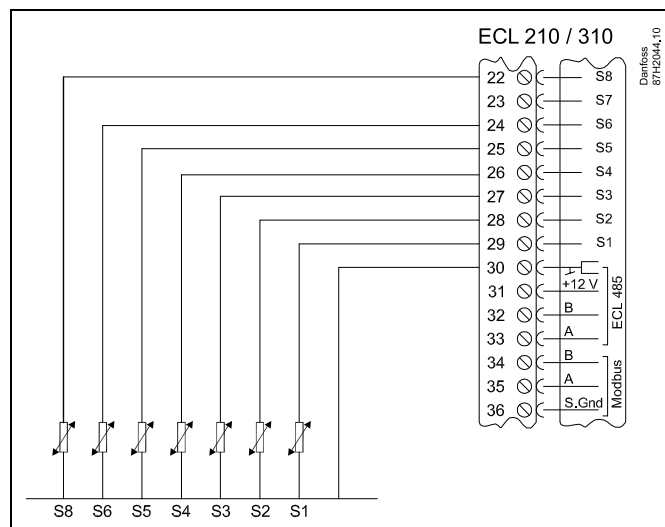 ECL 210 / 310
Danfoss
87H2044.10
22 S8
23 S7
24 S6
25 S5
26 S4
27 S3
28 S2
29 S1
30
31 +12 V
32 B
33 A
ECL 485
34 B
35 A
36 S.Gnd
Modbus
S8 S6 S5 S4 S3 S2 S1